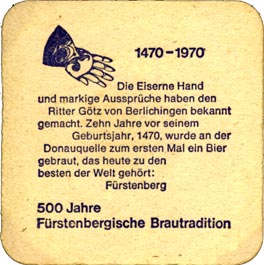 1470-1970
Die Eiserne Hand
und markige Aussprüche haben den
Ritter Götz von Berlichingen bekannt
gemacht. Zehn Jahre vor seinem
Geburtsjahr, 1470, wurde an der
Donauquelle zum ersten Mal ein Bier
gebraut, das heute zu den
besten der Welt gehört:
Fürstenberg
500 Jahre
Fürstenbergische Brautradition